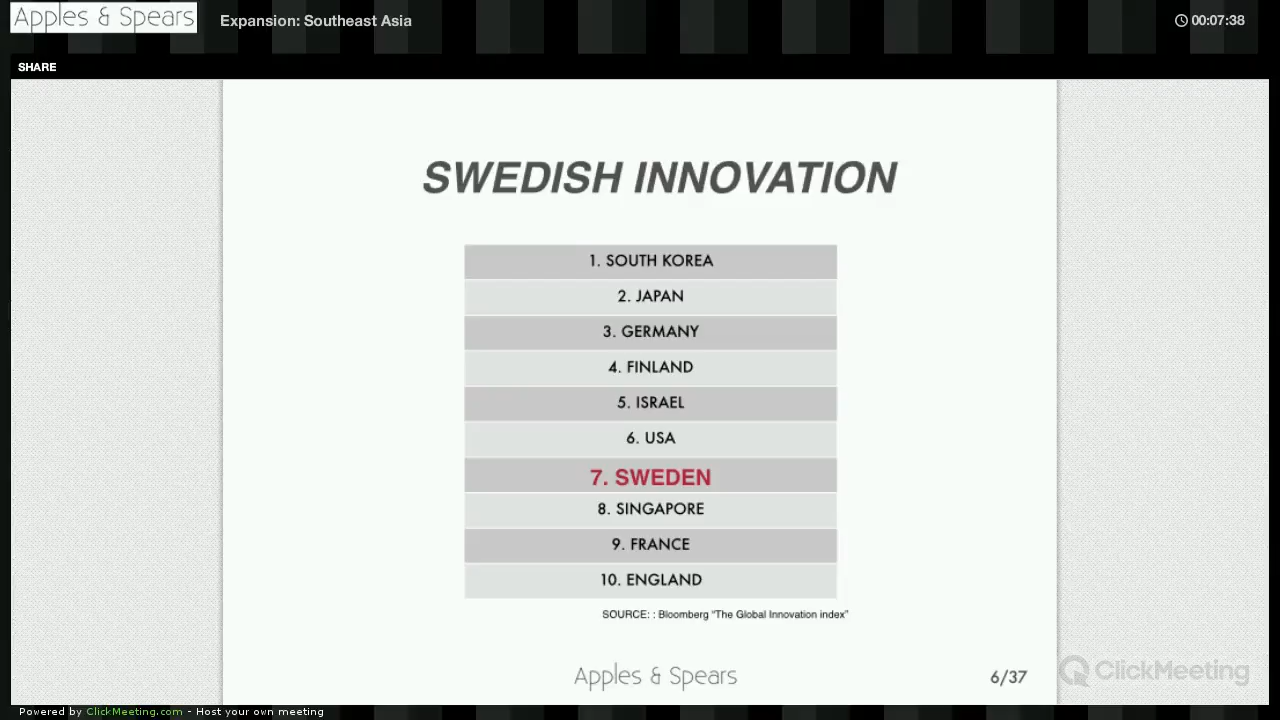 Apples & Spears
Expansion: Southeast Asia
00:07:38
SHARE
SWEDISH INNOVATION
1. SOUTH KOREA
2. JAPAN
3. GERMANY
4. FINLAND
5. ISRAEL
6. USA
7. SWEDEN
8. SINGAPORE
9. FRANCE
10. ENGLAND
SOURCE: : Bloomberg "The Global Innovation index"
Apples & Spears
6/37
ClickMeeting
Powered by ClickMeeting.com - Host your own meeting